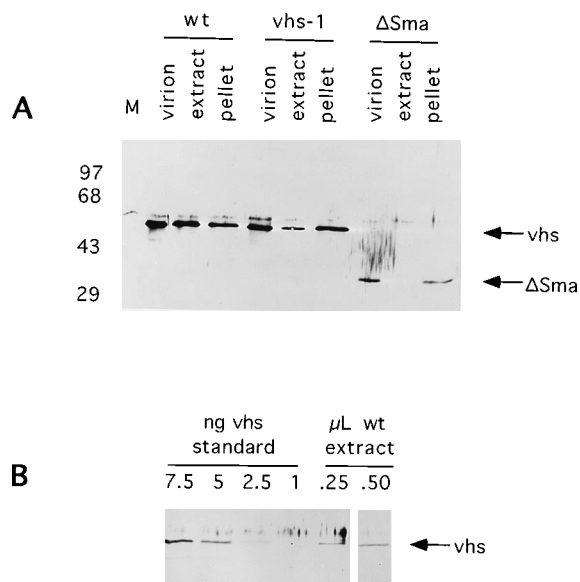 wt vhs-1 ΔSma
A M virion extract pellet virion extract pellet virion extract pellet
97
68
43 vhs
29 ΔSma
ng vhs standard µL wt extract
B 7.5 5 2.5 1 .25 .50
vhs